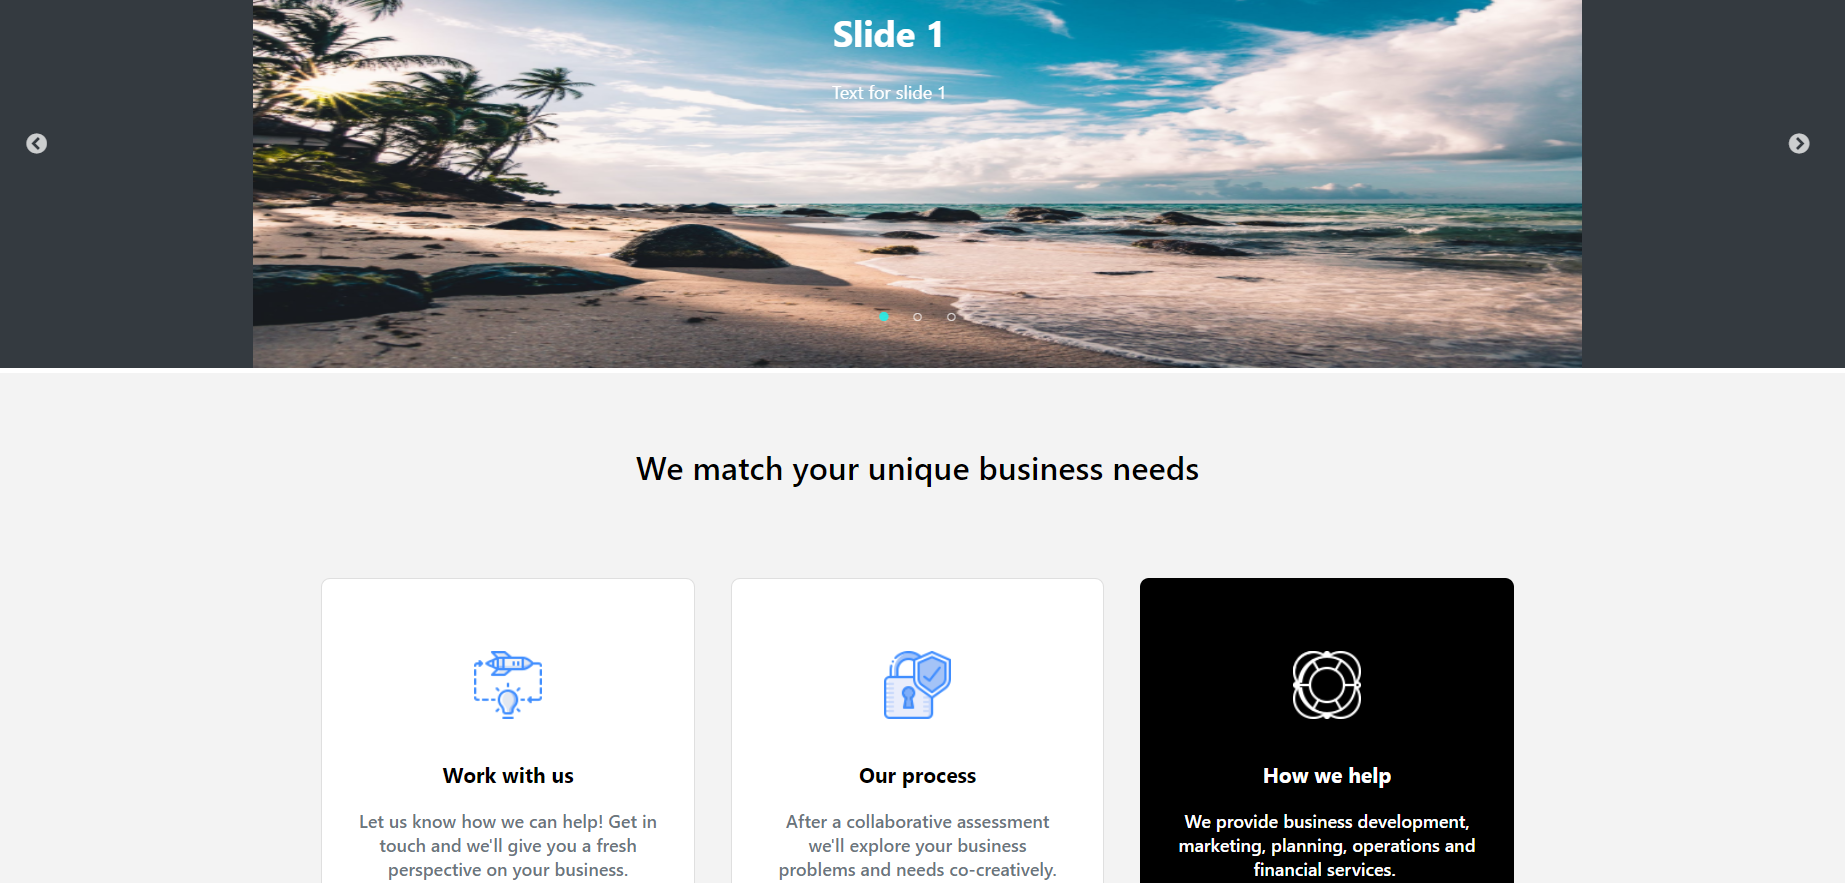 Slide 1
Text for slide 1
We match your unique business needs
Work with us
Let us know how we can help! Get in
touch and we'll give you a fresh
perspective on your business.
Our process
After a collaborative assessment
we'll explore your business
problems and needs co-creatively.
How we help
We provide business development,
marketing, planning, operations and
financial services.